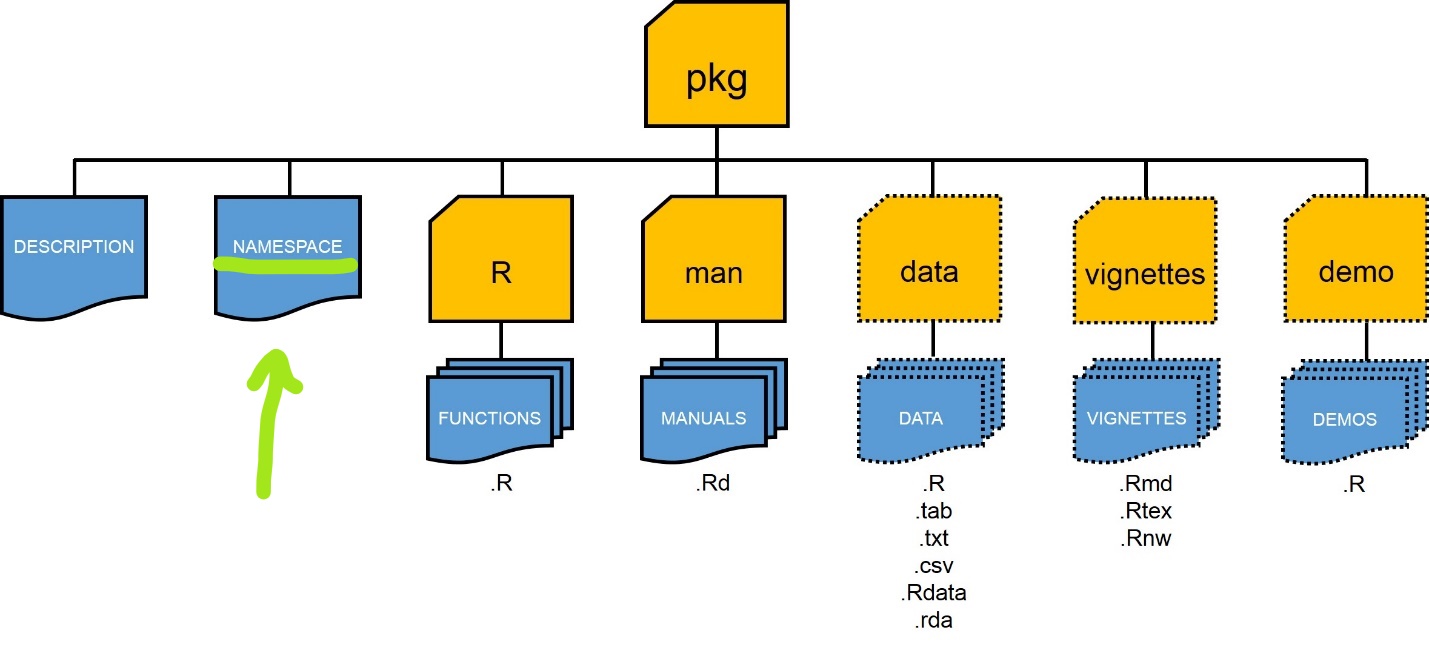 pkg
DESCRIPTION
NAMESPACE
R
man
data
vignettes
demo
FUNCTIONS
MANUALS
DATA
VIGNETTES
DEMOS
.R
.Rd
.R
.tab
.txt
.csv
.Rdata
.rda
.Rmd
.Rtex
.Rnw
.R